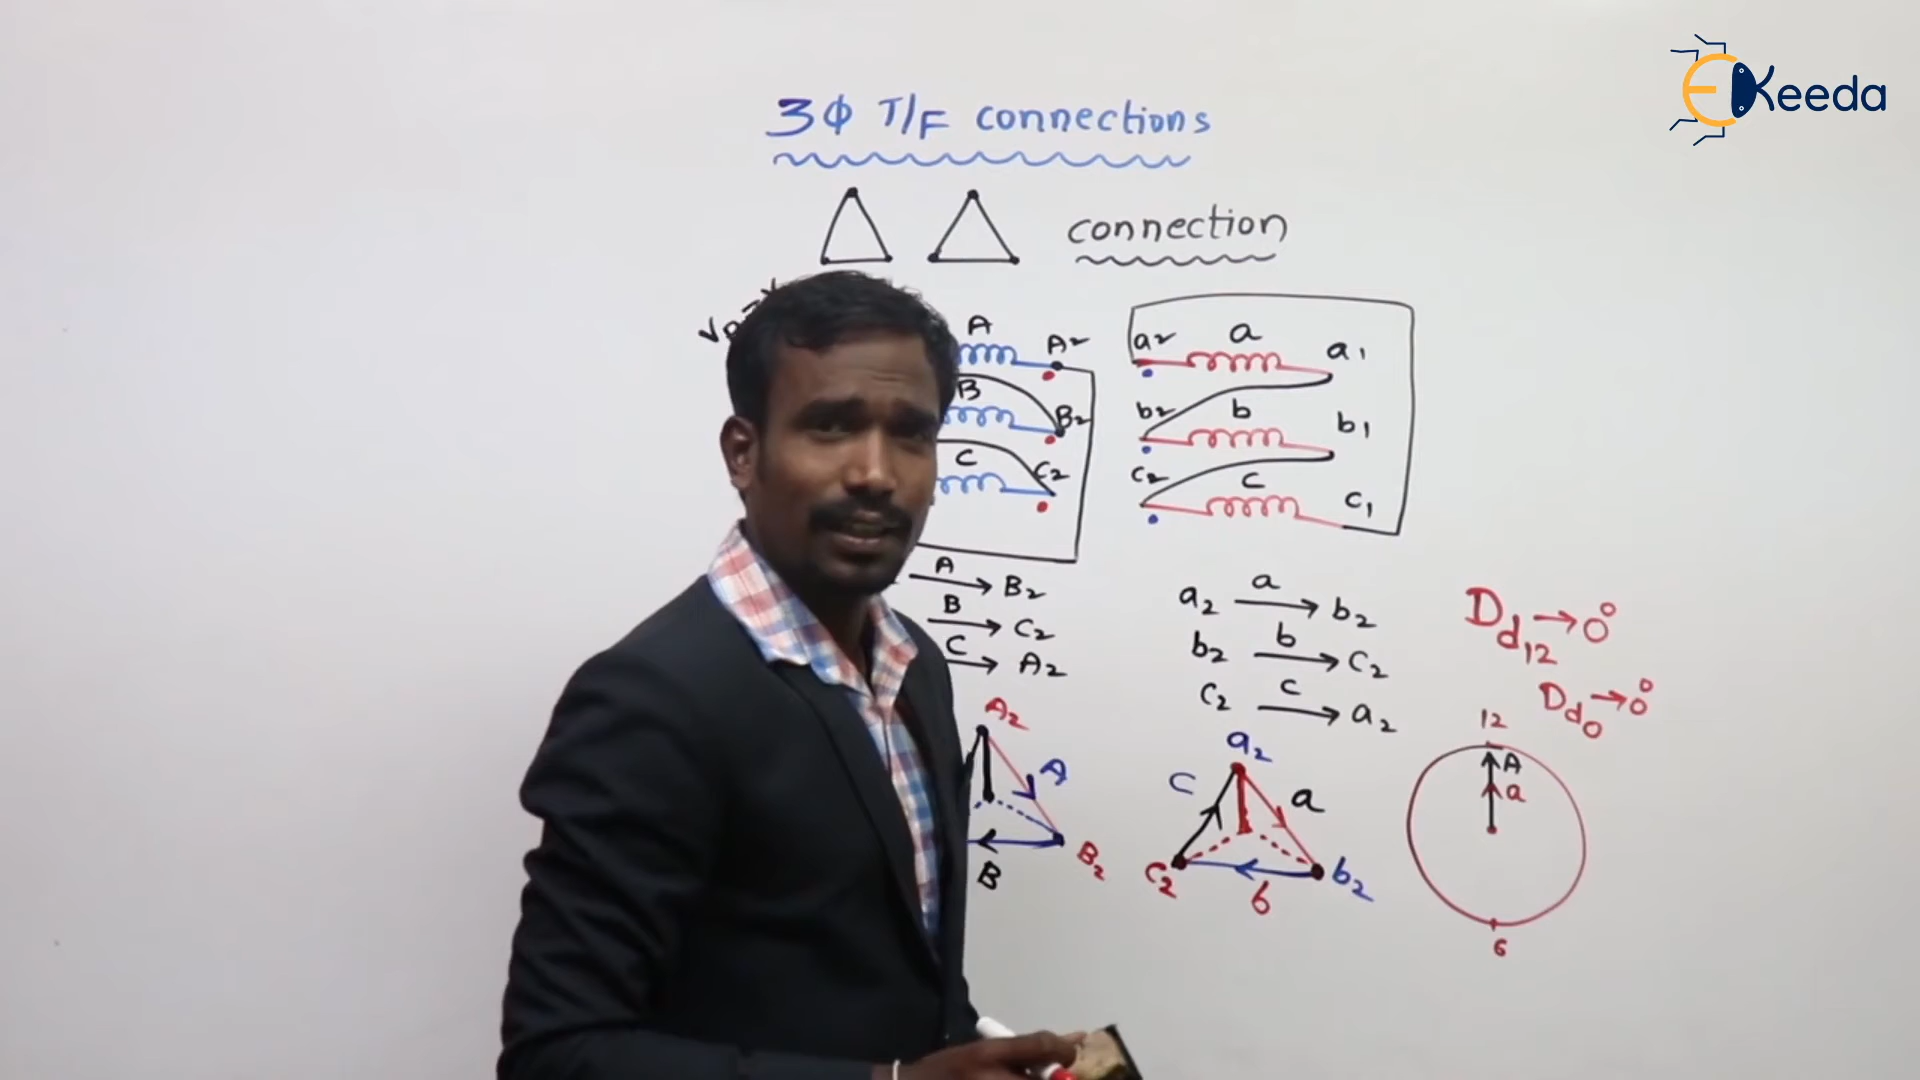 EKeeda
3Φ T/F connections
connection
A A2
B B2
C C2
a2 a a1
b2 b b1
c2 c c1
A → B2
B → C2
C → A2
a2 a → b2
b2 b → c2
c2 c → a2
Dd12 → 0°
Dd0 → 0°
A2
A
B2
B
a2
c a
c2 b2
b
12
A
a
6